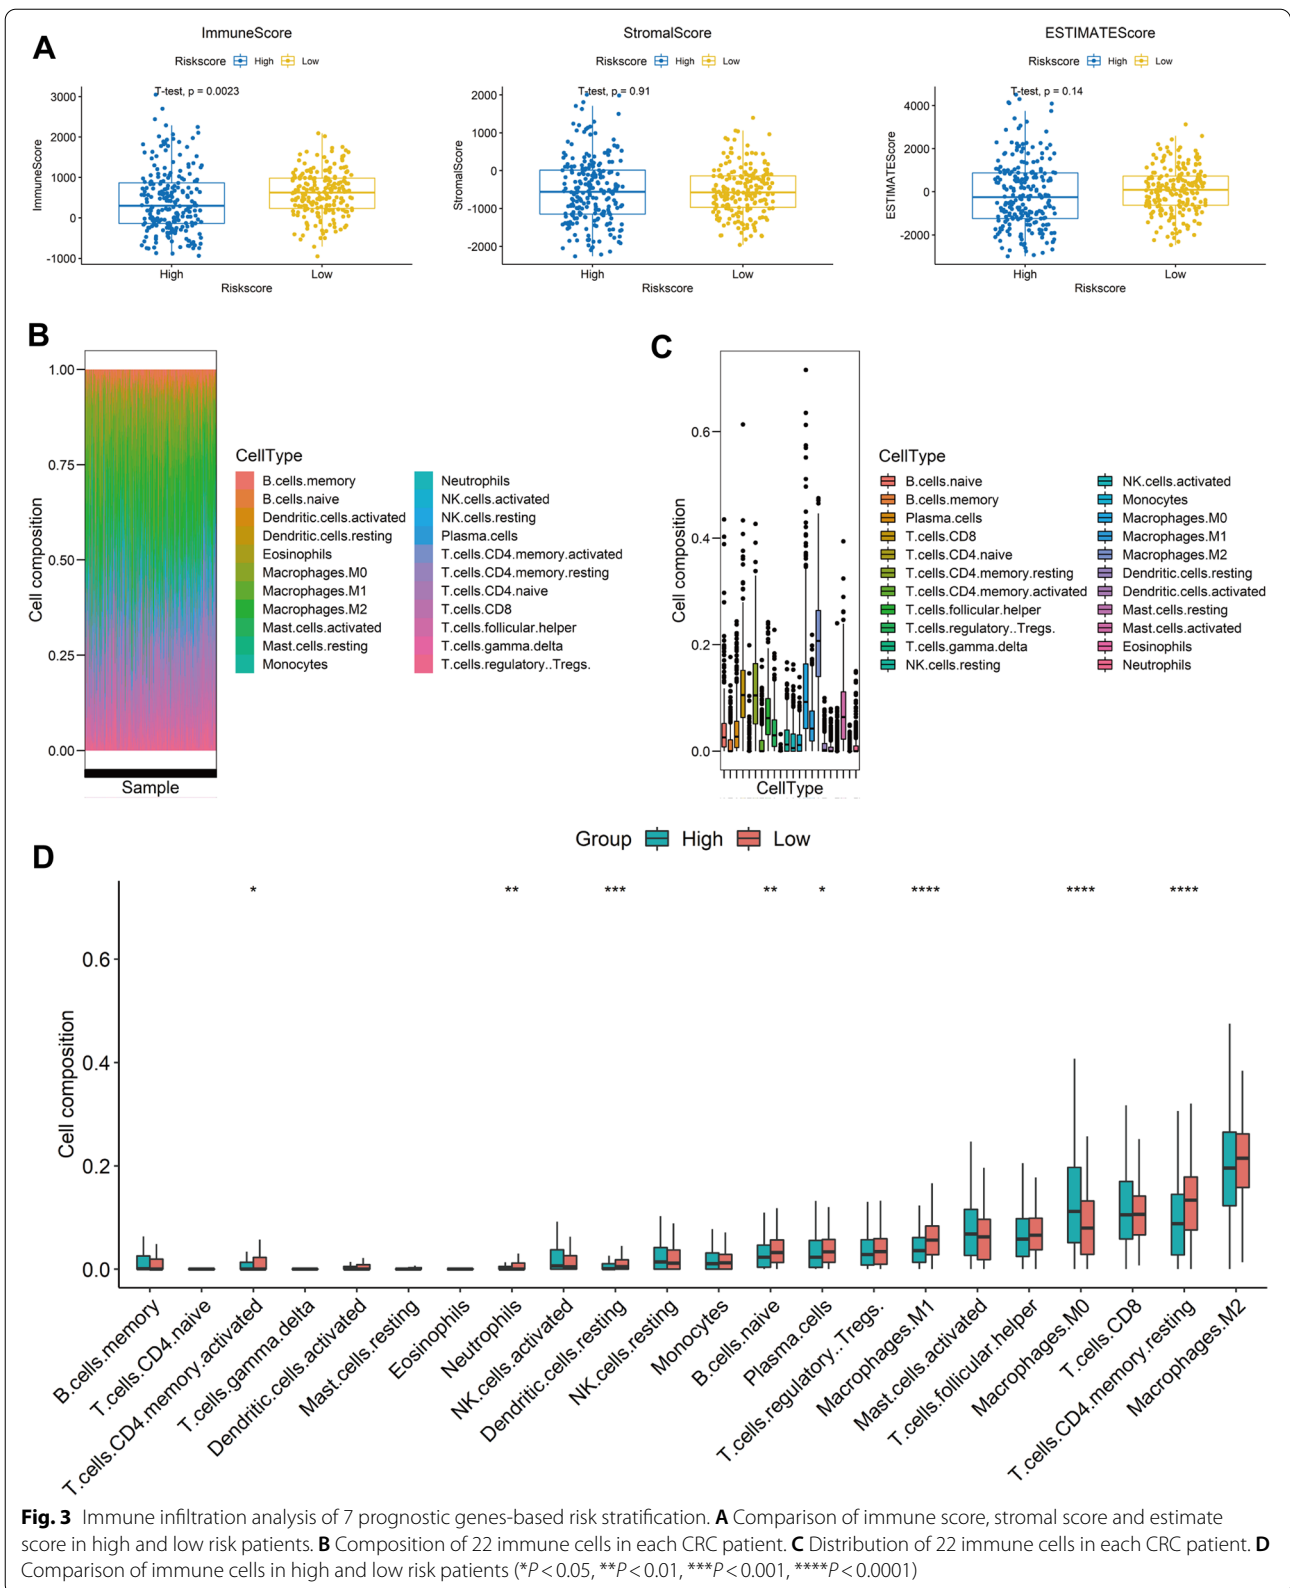 A
ImmuneScore
Riskscore High Low
T-test, p = 0.0023
3000
2000
1000
0
-1000
ImmuneScore
High Low
Riskscore
StromalScore
Riskscore High Low
T-test, p = 0.91
2000
1000
0
-1000
-2000
StromalScore
High Low
Riskscore
ESTIMATEScore
Riskscore High Low
T-test, p = 0.14
4000
2000
0
-2000
ESTIMATEScore
High Low
Riskscore
B
1.00
0.75
0.50
0.25
0.00
Cell composition
Sample
CellType
B.cells.memory
B.cells.naive
Dendritic.cells.activated
Dendritic.cells.resting
Eosinophils
Macrophages.M0
Macrophages.M1
Macrophages.M2
Mast.cells.activated
Mast.cells.resting
Monocytes
Neutrophils
NK.cells.activated
NK.cells.resting
Plasma.cells
T.cells.CD4.memory.activated
T.cells.CD4.memory.resting
T.cells.CD4.naive
T.cells.CD8
T.cells.follicular.helper
T.cells.gamma.delta
T.cells.regulatory..Tregs.
C
0.6
0.4
0.2
0.0
Cell composition
CellType
CellType
B.cells.naive
B.cells.memory
Plasma.cells
T.cells.CD8
T.cells.CD4.naive
T.cells.CD4.memory.resting
T.cells.CD4.memory.activated
T.cells.follicular.helper
T.cells.regulatory..Tregs.
T.cells.gamma.delta
NK.cells.resting
NK.cells.activated
Monocytes
Macrophages.M0
Macrophages.M1
Macrophages.M2
Dendritic.cells.resting
Dendritic.cells.activated
Mast.cells.resting
Mast.cells.activated
Eosinophils
Neutrophils
D
Group High Low
* ** *** ** * **** **** ****
0.6
0.4
0.2
0.0
Cell composition
B.cells.memory
T.cells.CD4.naive
T.cells.CD4.memory.activated
T.cells.gamma.delta
Dendritic.cells.activated
Mast.cells.resting
Eosinophils
Neutrophils
NK.cells.activated
Dendritic.cells.resting
NK.cells.resting
Monocytes
B.cells.naive
Plasma.cells
T.cells.regulatory..Tregs.
Macrophages.M1
Mast.cells.activated
T.cells.follicular.helper
Macrophages.M0
T.cells.CD8
T.cells.CD4.memory.resting
Macrophages.M2
Fig. 3 Immune infiltration analysis of 7 prognostic genes-based risk stratification. A Comparison of immune score, stromal score and estimate
score in high and low risk patients. B Composition of 22 immune cells in each CRC patient. C Distribution of 22 immune cells in each CRC patient. D
Comparison of immune cells in high and low risk patients (*P < 0.05, **P < 0.01, ***P < 0.001, ****P < 0.0001)